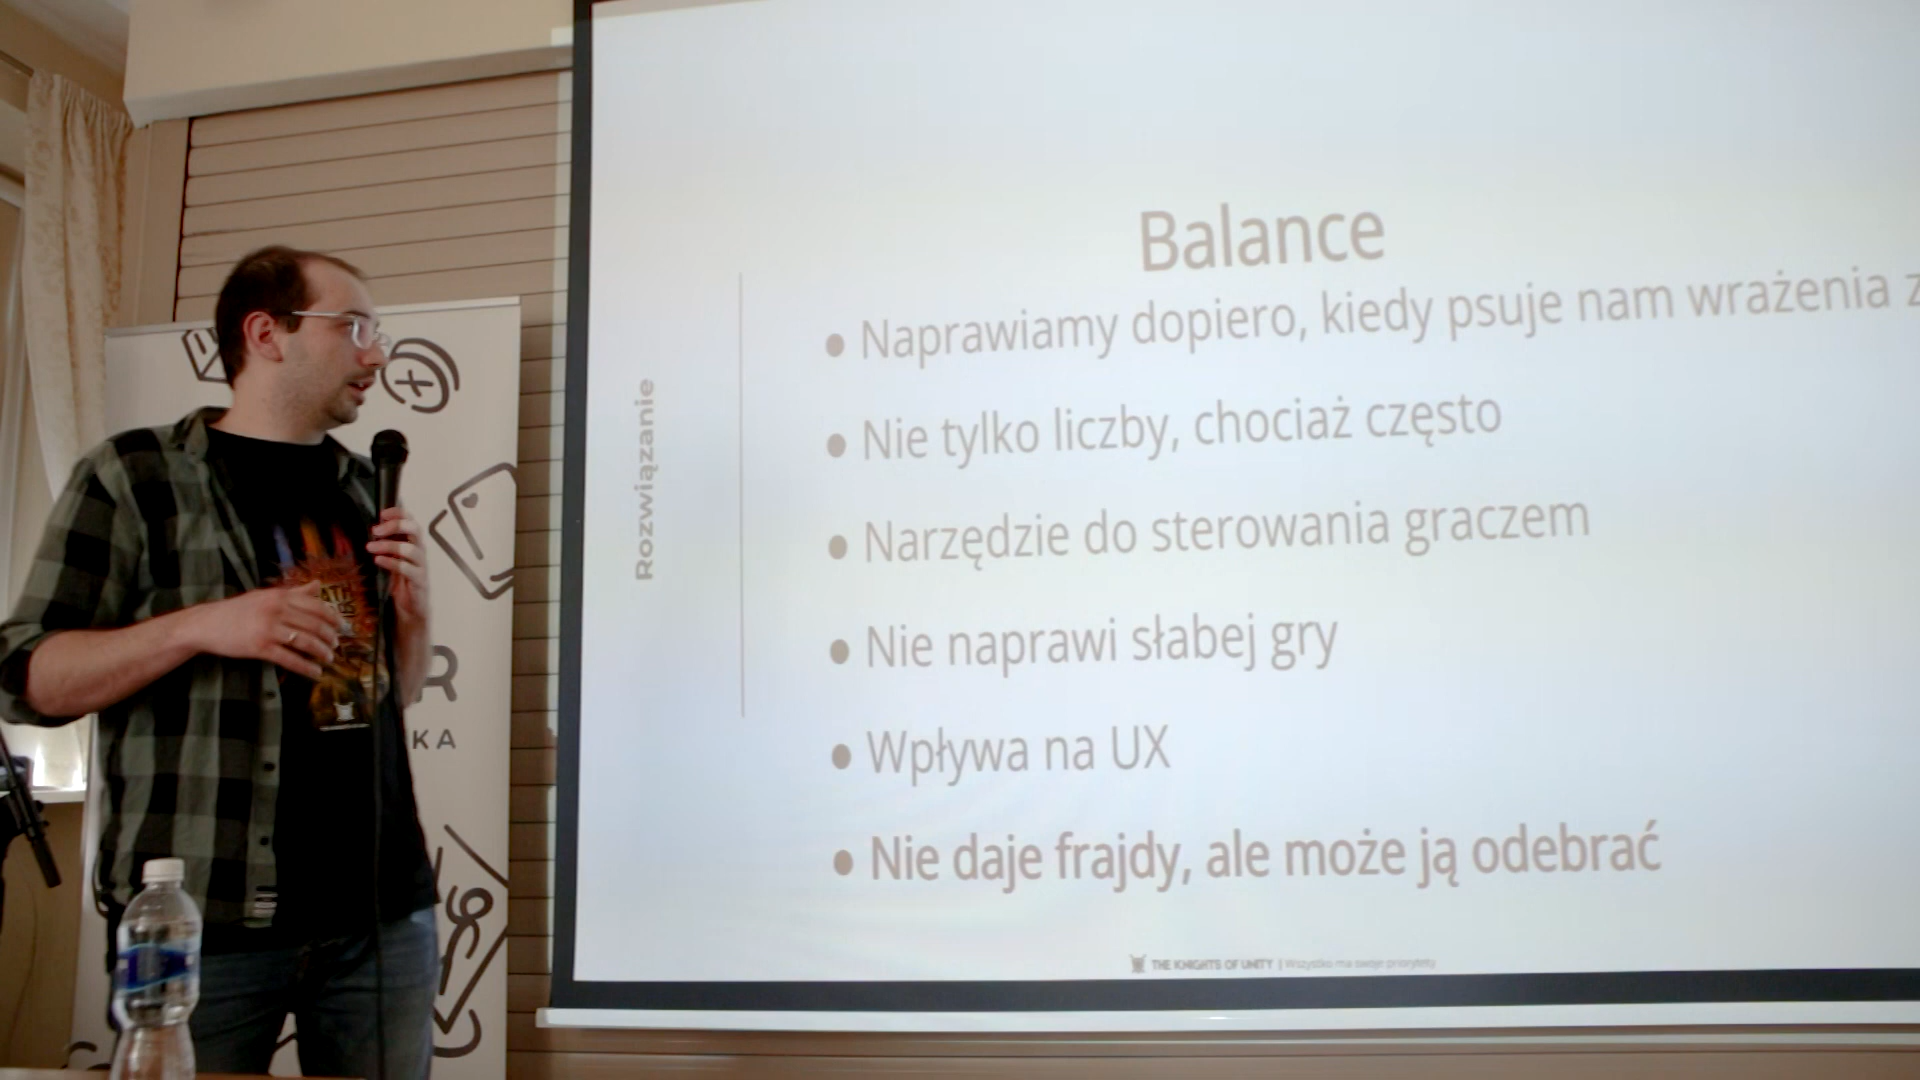 Balance
Rozwiązanie
Naprawiamy dopiero, kiedy psuje nam wrażenia z
Nie tylko liczby, chociaż często
Narzędzie do sterowania graczem
Nie naprawi słabej gry
Wpływa na UX
Nie daje frajdy, ale może ją odebrać
THE KNIGHTS OF UNITY | Wszystko ma swoje priorytety
R
KA